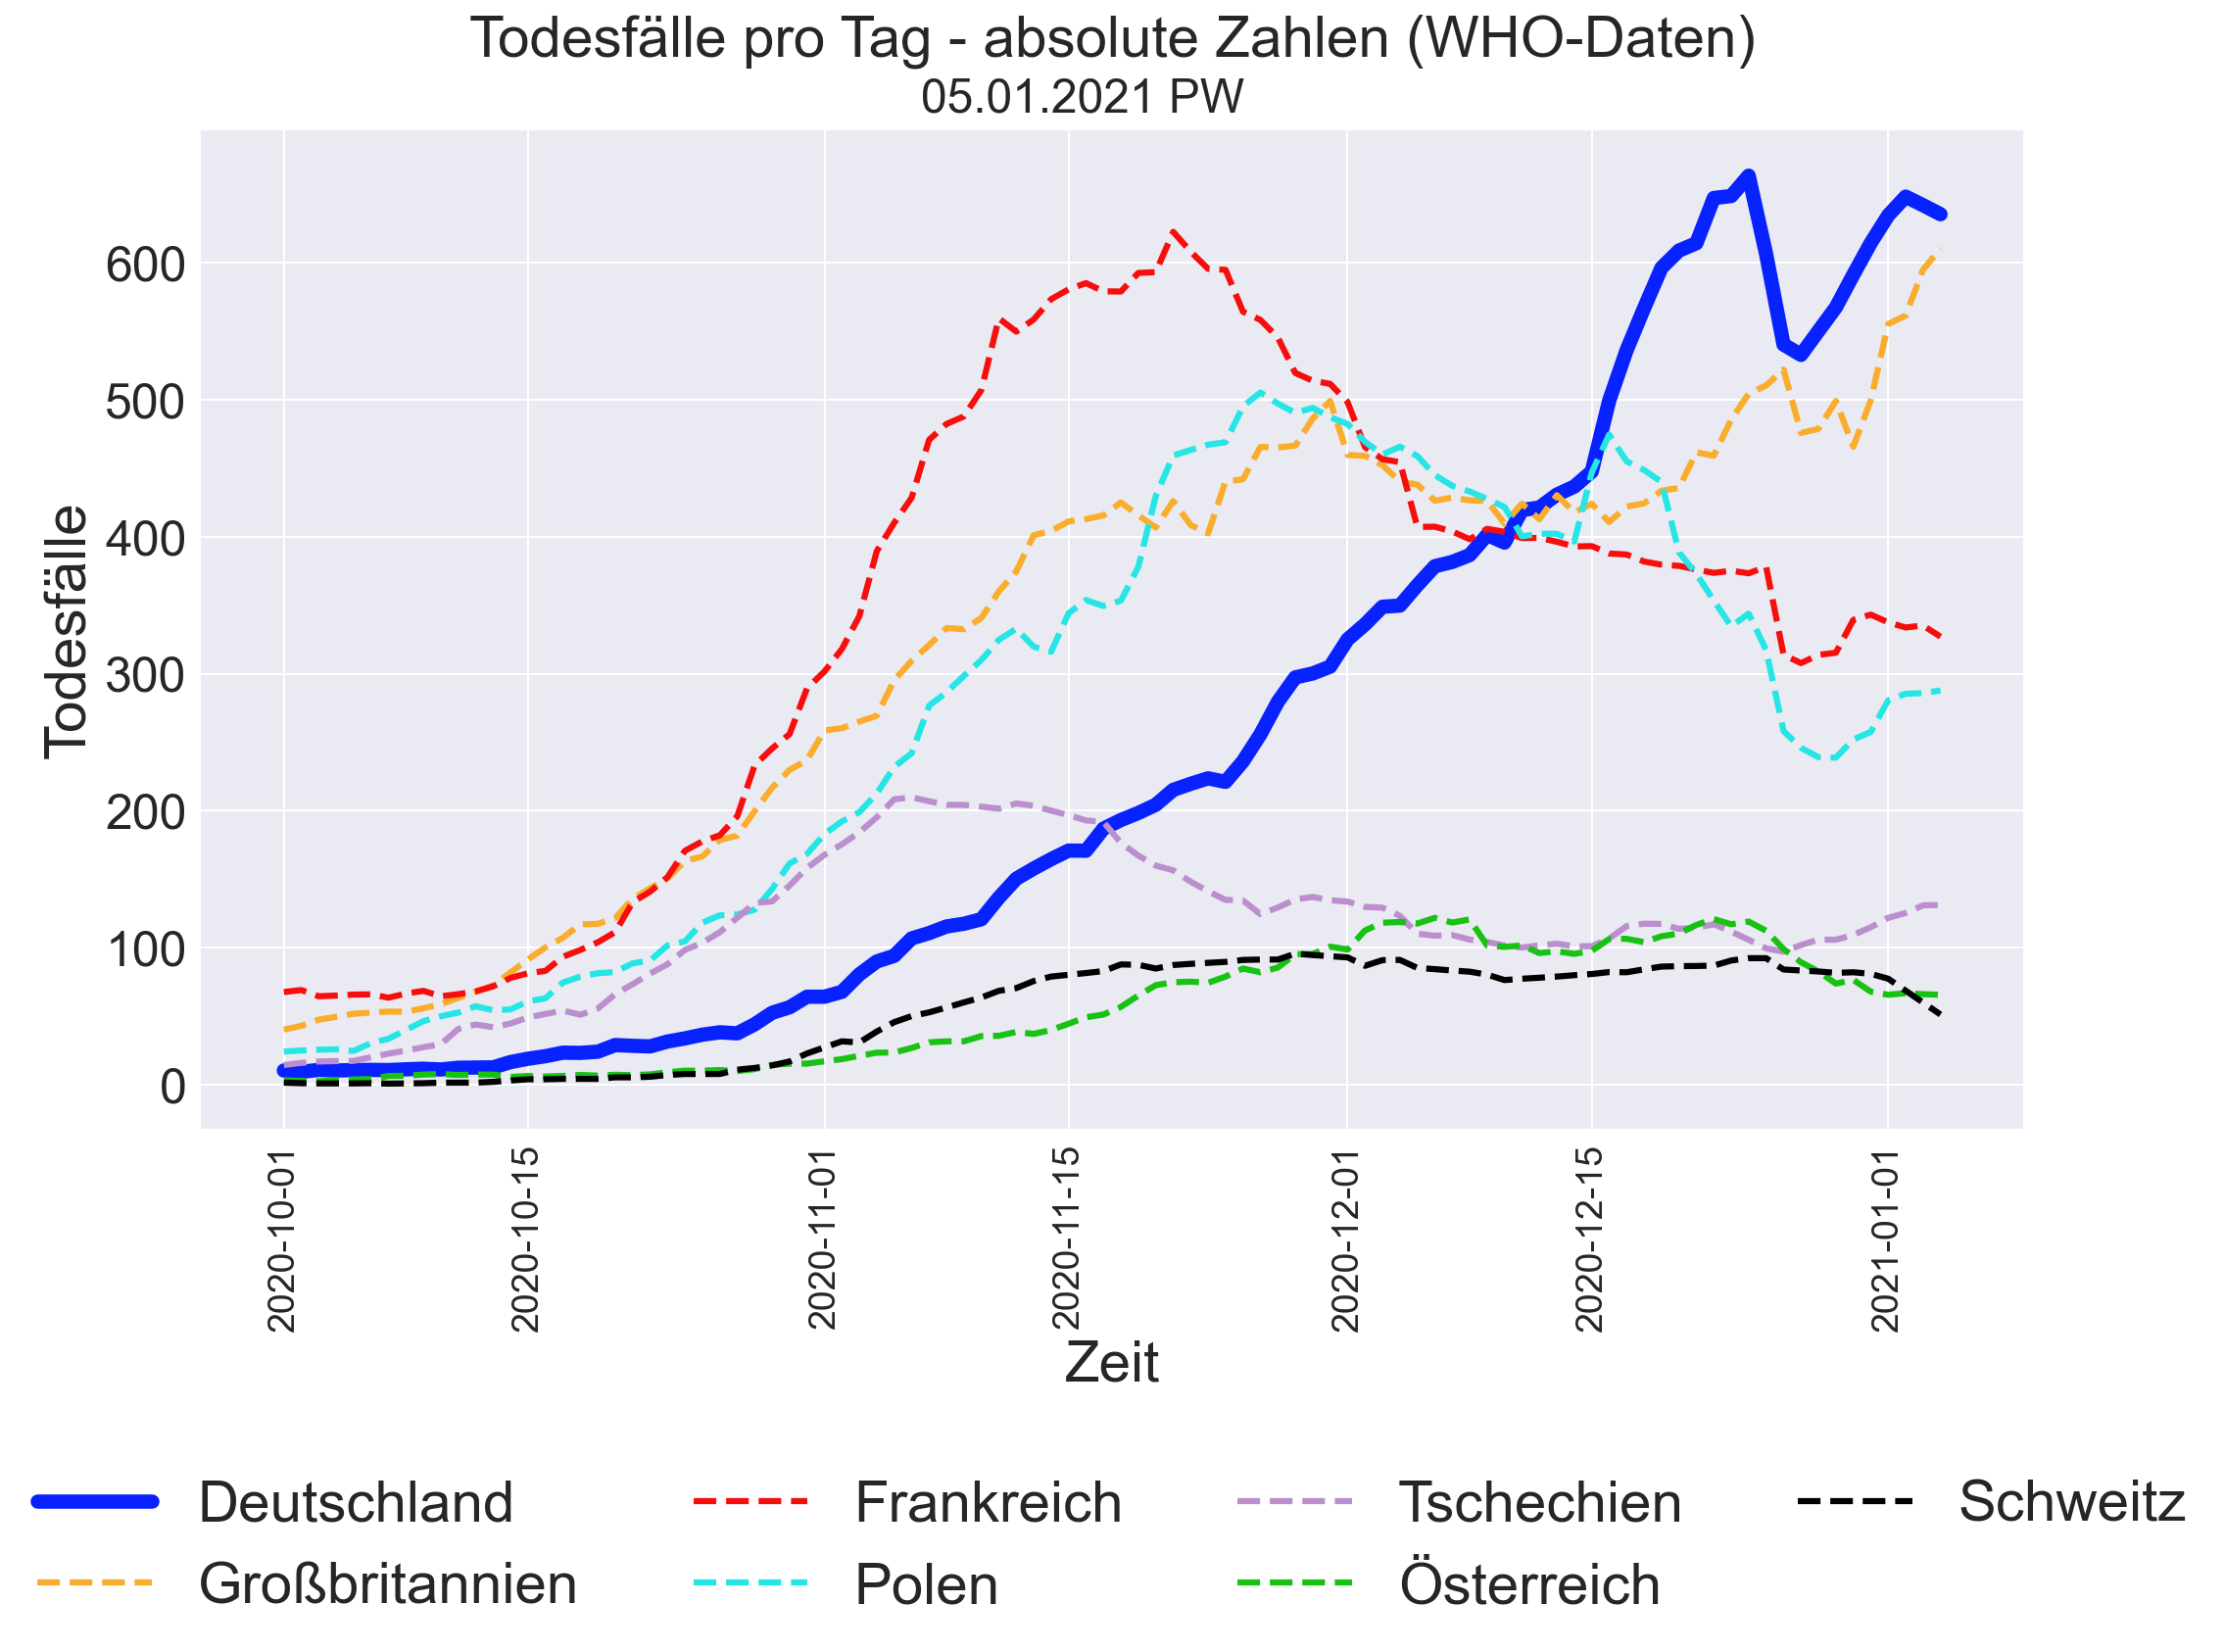 Todesfälle pro Tag - absolute Zahlen (WHO-Daten)
05.01.2021 PW
Todesfälle
600
500
400
300
200
100
0
2020-10-01
2020-10-15
2020-11-01
2020-11-15
2020-12-01
2020-12-15
2021-01-01
Zeit
Deutschland
Großbritannien
Frankreich
Polen
Tschechien
Österreich
Schweitz